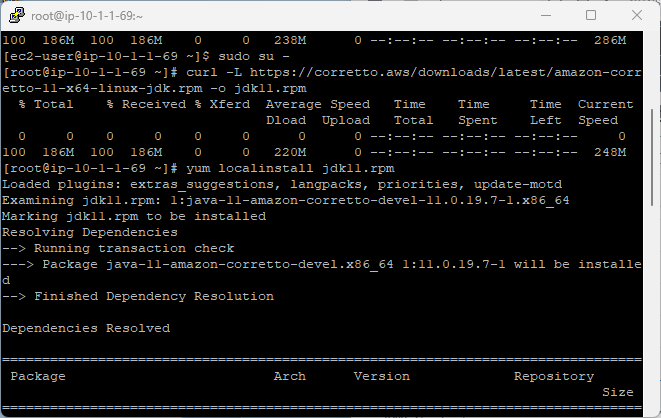 root@ip-10-1-1-69:~
100  186M  100  186M    0     0   238M      0 --:--:-- --:--:-- --:--:--  286M
[ec2-user@ip-10-1-1-69 ~]$ sudo su -
[root@ip-10-1-1-69 ~]# curl -L https://corretto.aws/downloads/latest/amazon-corr
etto-11-x64-linux-jdk.rpm -o jdk11.rpm
  % Total    % Received % Xferd  Average Speed   Time    Time     Time  Current
                                 Dload  Upload   Total   Spent    Left  Speed
  0     0    0     0    0     0      0      0 --:--:-- --:--:-- --:--:--     0
100  186M  100  186M    0     0   220M      0 --:--:-- --:--:-- --:--:--  248M
[root@ip-10-1-1-69 ~]# yum localinstall jdk11.rpm
Loaded plugins: extras_suggestions, langpacks, priorities, update-motd
Examining jdk11.rpm: 1:java-11-amazon-corretto-devel-11.0.19.7-1.x86_64
Marking jdk11.rpm to be installed
Resolving Dependencies
--> Running transaction check
---> Package java-11-amazon-corretto-devel.x86_64 1:11.0.19.7-1 will be installe
d
--> Finished Dependency Resolution
Dependencies Resolved
================================================================================
 Package                          Arch      Version             Repository
                                                                           Size
================================================================================